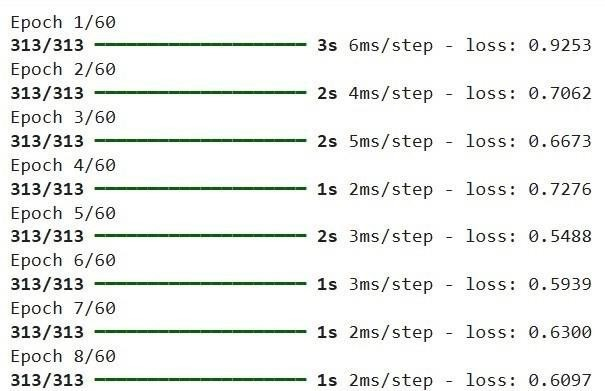 Epoch 1/60
313/313 ━━━━━━━━━━━━━━━━━━━━ 3s 6ms/step - loss: 0.9253
Epoch 2/60
313/313 ━━━━━━━━━━━━━━━━━━━━ 2s 4ms/step - loss: 0.7062
Epoch 3/60
313/313 ━━━━━━━━━━━━━━━━━━━━ 2s 5ms/step - loss: 0.6673
Epoch 4/60
313/313 ━━━━━━━━━━━━━━━━━━━━ 1s 2ms/step - loss: 0.7276
Epoch 5/60
313/313 ━━━━━━━━━━━━━━━━━━━━ 2s 3ms/step - loss: 0.5488
Epoch 6/60
313/313 ━━━━━━━━━━━━━━━━━━━━ 1s 3ms/step - loss: 0.5939
Epoch 7/60
313/313 ━━━━━━━━━━━━━━━━━━━━ 1s 2ms/step - loss: 0.6300
Epoch 8/60
313/313 ━━━━━━━━━━━━━━━━━━━━ 1s 2ms/step - loss: 0.6097